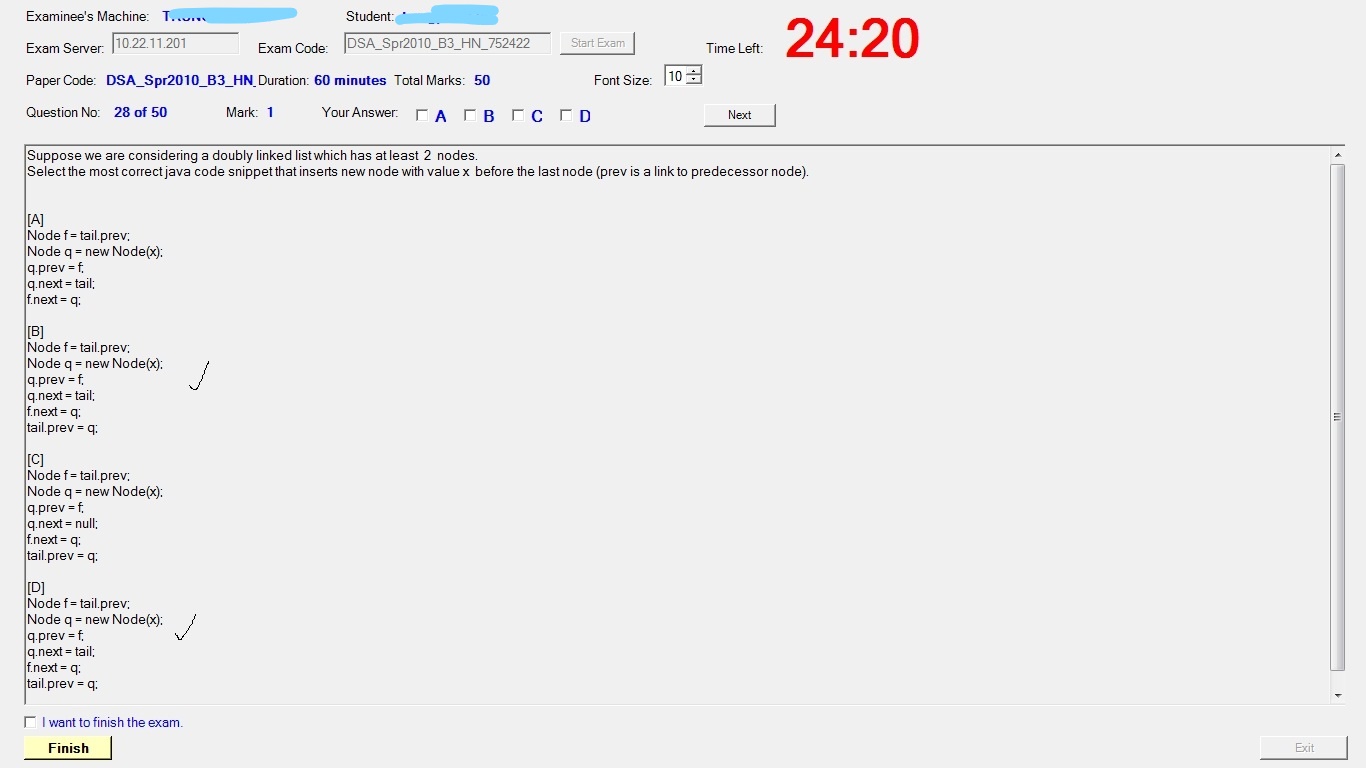 Examinee's Machine: Student:
Exam Server: 10.22.11.201 Exam Code: DSA_Spr2010_B3_HN_752422 Start Exam Time Left: 24:20
Paper Code: DSA_Spr2010_B3_HN_ Duration: 60 minutes Total Marks: 50 Font Size: 10
Question No: 28 of 50 Mark: 1 Your Answer: A B C D Next
Suppose we are considering a doubly linked list which has at least 2 nodes.
Select the most correct java code snippet that inserts new node with value x before the last node (prev is a link to predecessor node).
[A]
Node f = tail.prev;
Node q = new Node(x);
q.prev = f;
q.next = tail;
f.next = q;
[B]
Node f = tail.prev;
Node q = new Node(x);
q.prev = f;
q.next = tail;
f.next = q;
tail.prev = q;
[C]
Node f = tail.prev;
Node q = new Node(x);
q.prev = f;
q.next = null;
f.next = q;
tail.prev = q;
[D]
Node f = tail.prev;
Node q = new Node(x);
q.prev = f;
q.next = tail;
f.next = q;
tail.prev = q;
I want to finish the exam.
Finish Exit